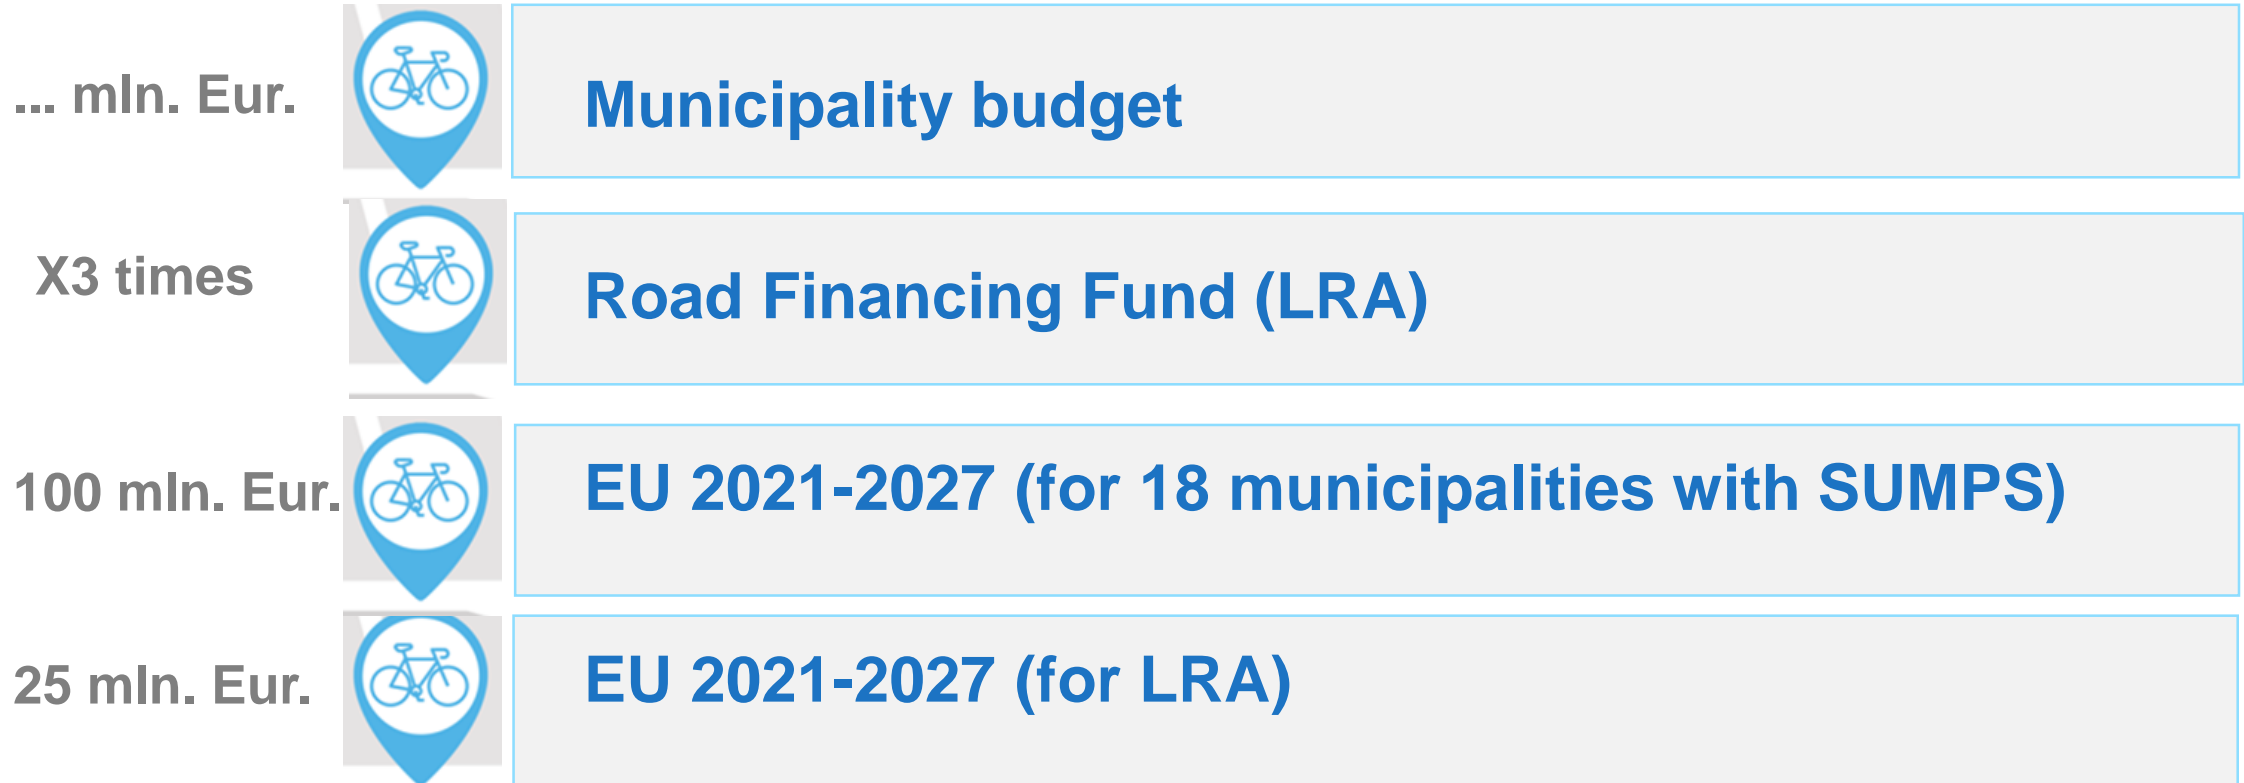 ... mln. Eur.
Municipality budget
X3 times
Road Financing Fund (LRA)
100 mln. Eur.
EU 2021-2027 (for 18 municipalities with SUMPS)
25 mln. Eur.
EU 2021-2027 (for LRA)